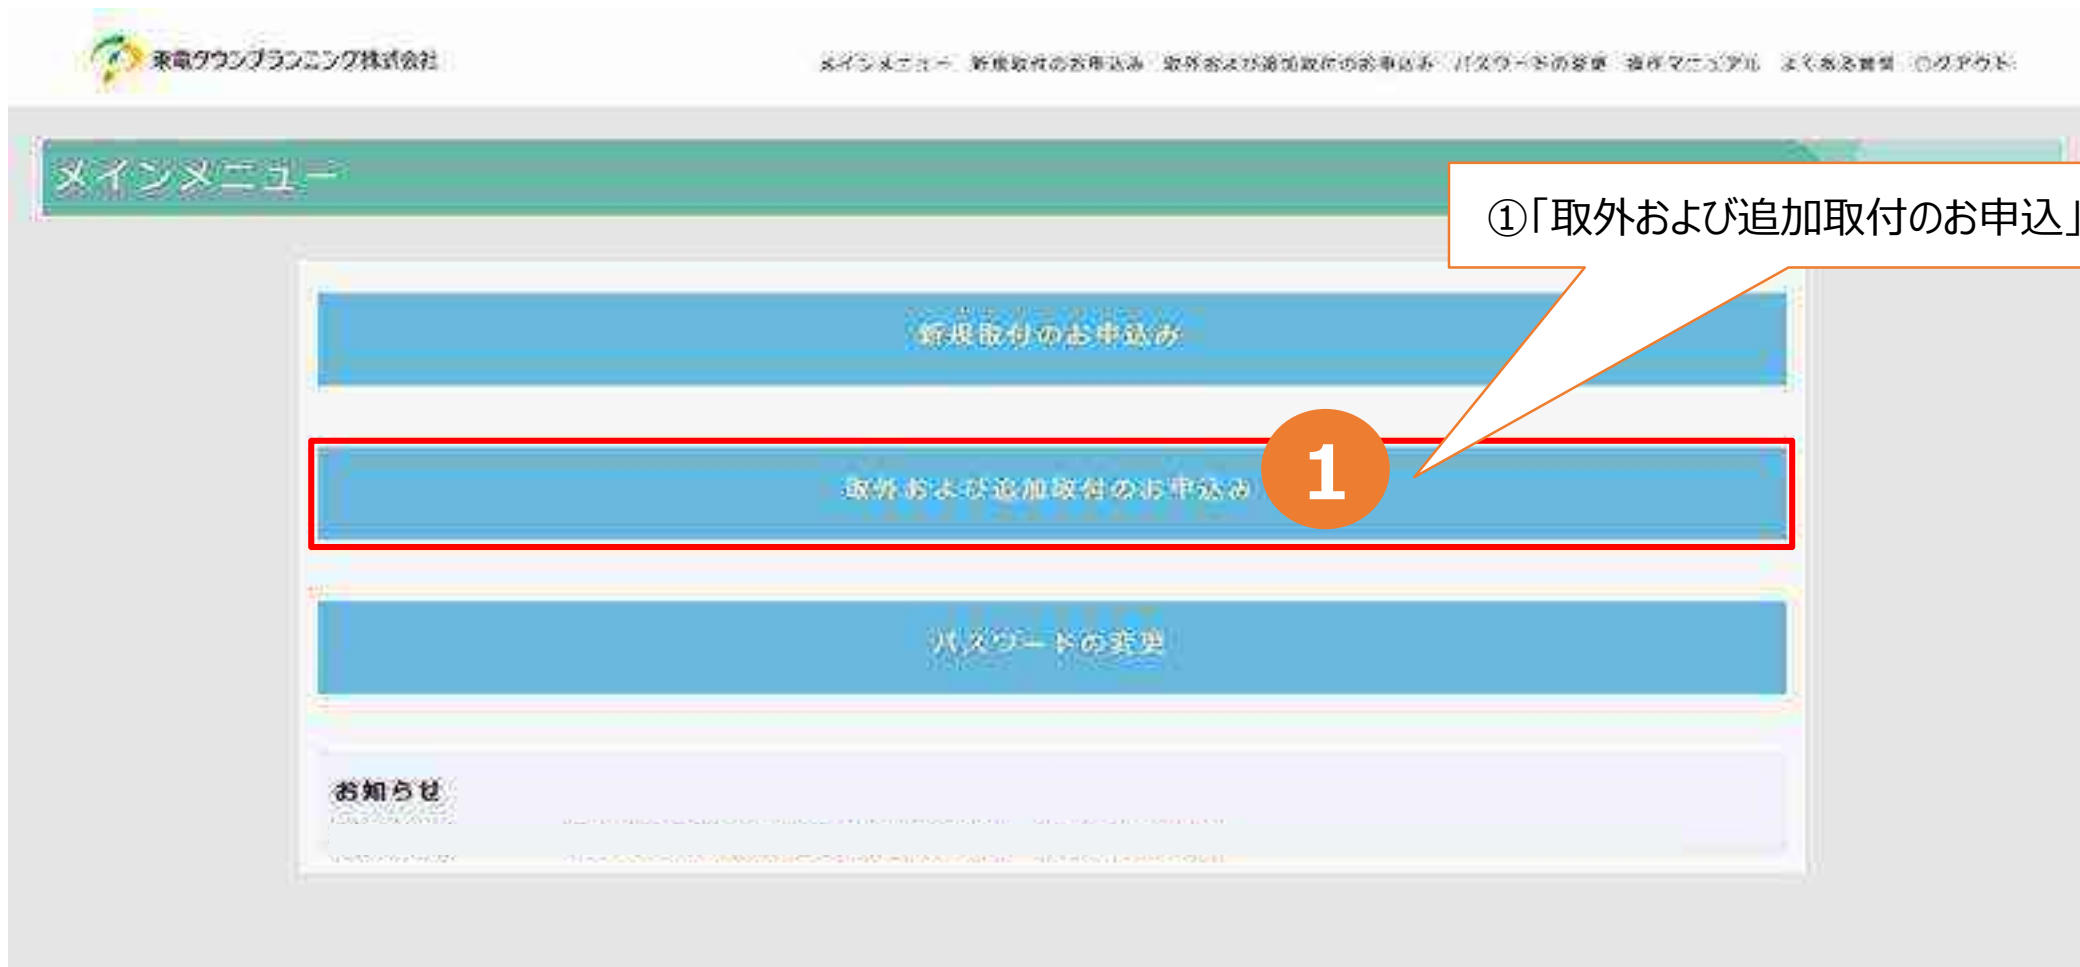 東電タウンプランニング株式会社
メインメニュー 新規取付のお申込み 取外および追加取付のお申込み パスワードの変更 操作マニュアル よくある質問 ログアウト
メインメニュー
①「取外および追加取付のお申込」
新規取付のお申込み
取外および追加取付のお申込み
1
パスワードの変更
お知らせ